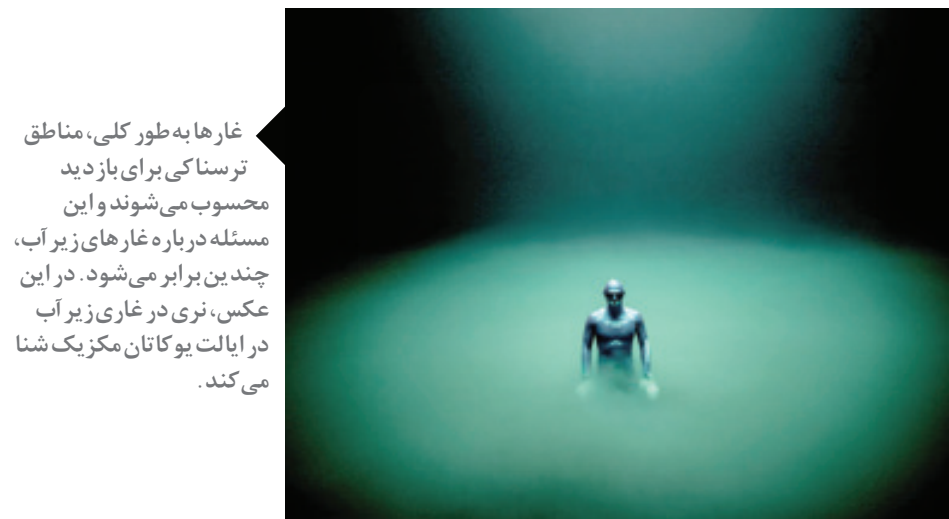 غارها به‌طور کلی، مناطق
ترسناکی برای بازدید
محسوب می‌شوند و این
مسئله درباره غارهای زیر آب،
چندین برابر می‌شود. در این
عکس، نری در غاری زیر آب
در ایالت یوکاتان مکزیک شنا
می‌کند.